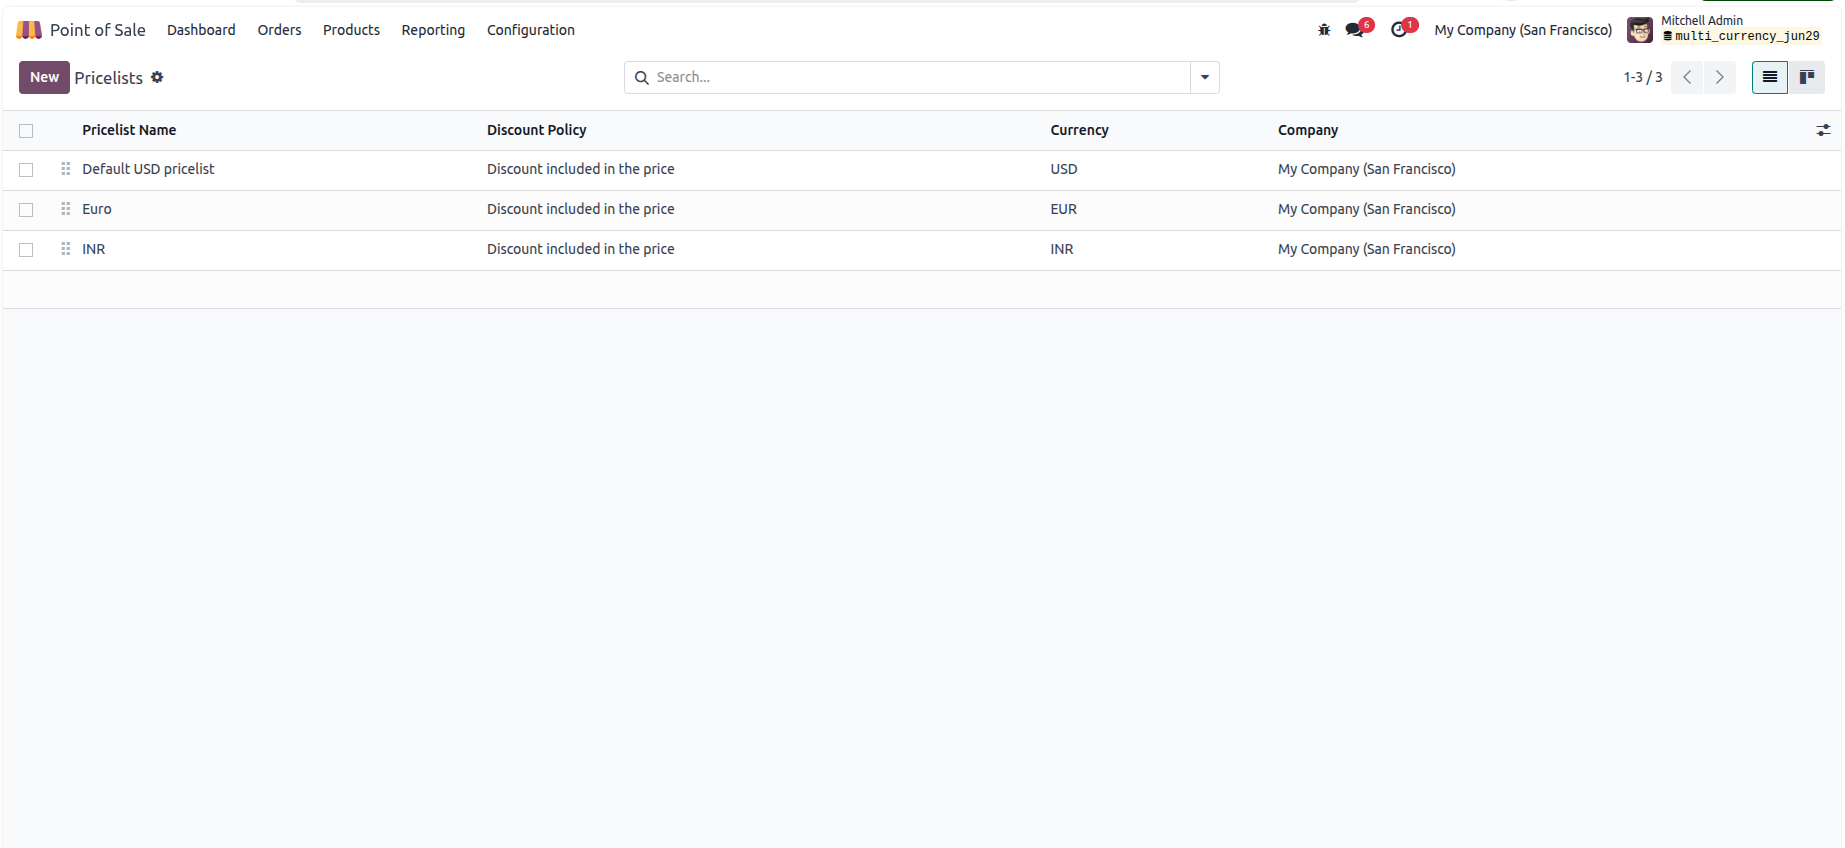 Point of Sale Dashboard Orders Products Reporting Configuration 6 1 My Company (San Francisco) Mitchell Admin
multi_currency_jun29
New Pricelists Search... 1-3 / 3
Pricelist Name Discount Policy Currency Company
Default USD pricelist Discount included in the price USD My Company (San Francisco)
Euro Discount included in the price EUR My Company (San Francisco)
INR Discount included in the price INR My Company (San Francisco)